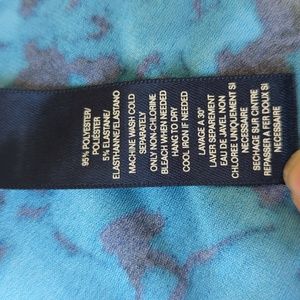 95% POLYESTER/
POLIÉSTER
5% ELASTANE/
ELASTHANNE/ELASTANO
MACHINE WASH COLD
SEPARATELY
ONLY NON-CHLORINE
BLEACH WHEN NEEDED
HANG TO DRY
COOL IRON IF NEEDED
LAVAGE A 30°
LAVER SEPAREMENT
EAU DE JAVEL NON
CHLOREE UNIQUEMENT SI
NECESSAIRE
SECHAGE SUR CINTRE
REPASSER A FER DOUX SI
NECESSAIRE